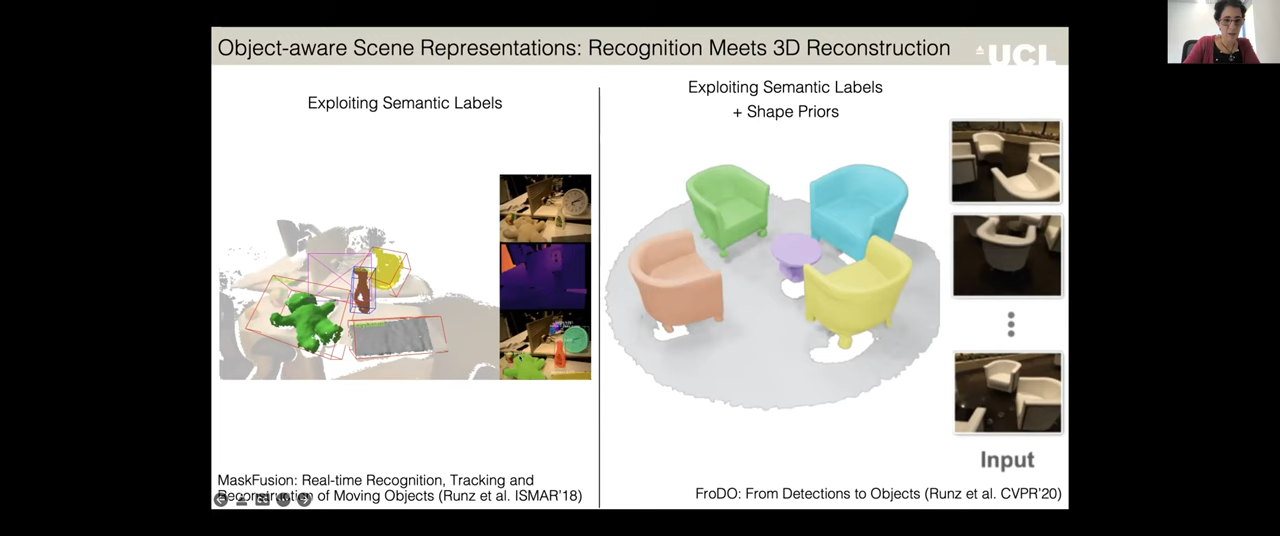 Object-aware Scene Representations: Recognition Meets 3D Reconstruction
UCL
Exploiting Semantic Labels
Exploiting Semantic Labels
+ Shape Priors
Input
MaskFusion: Real-time Recognition, Tracking and
Reconstruction of Moving Objects (Runz et al. ISMAR'18)
FroDO: From Detections to Objects (Runz et al. CVPR'20)